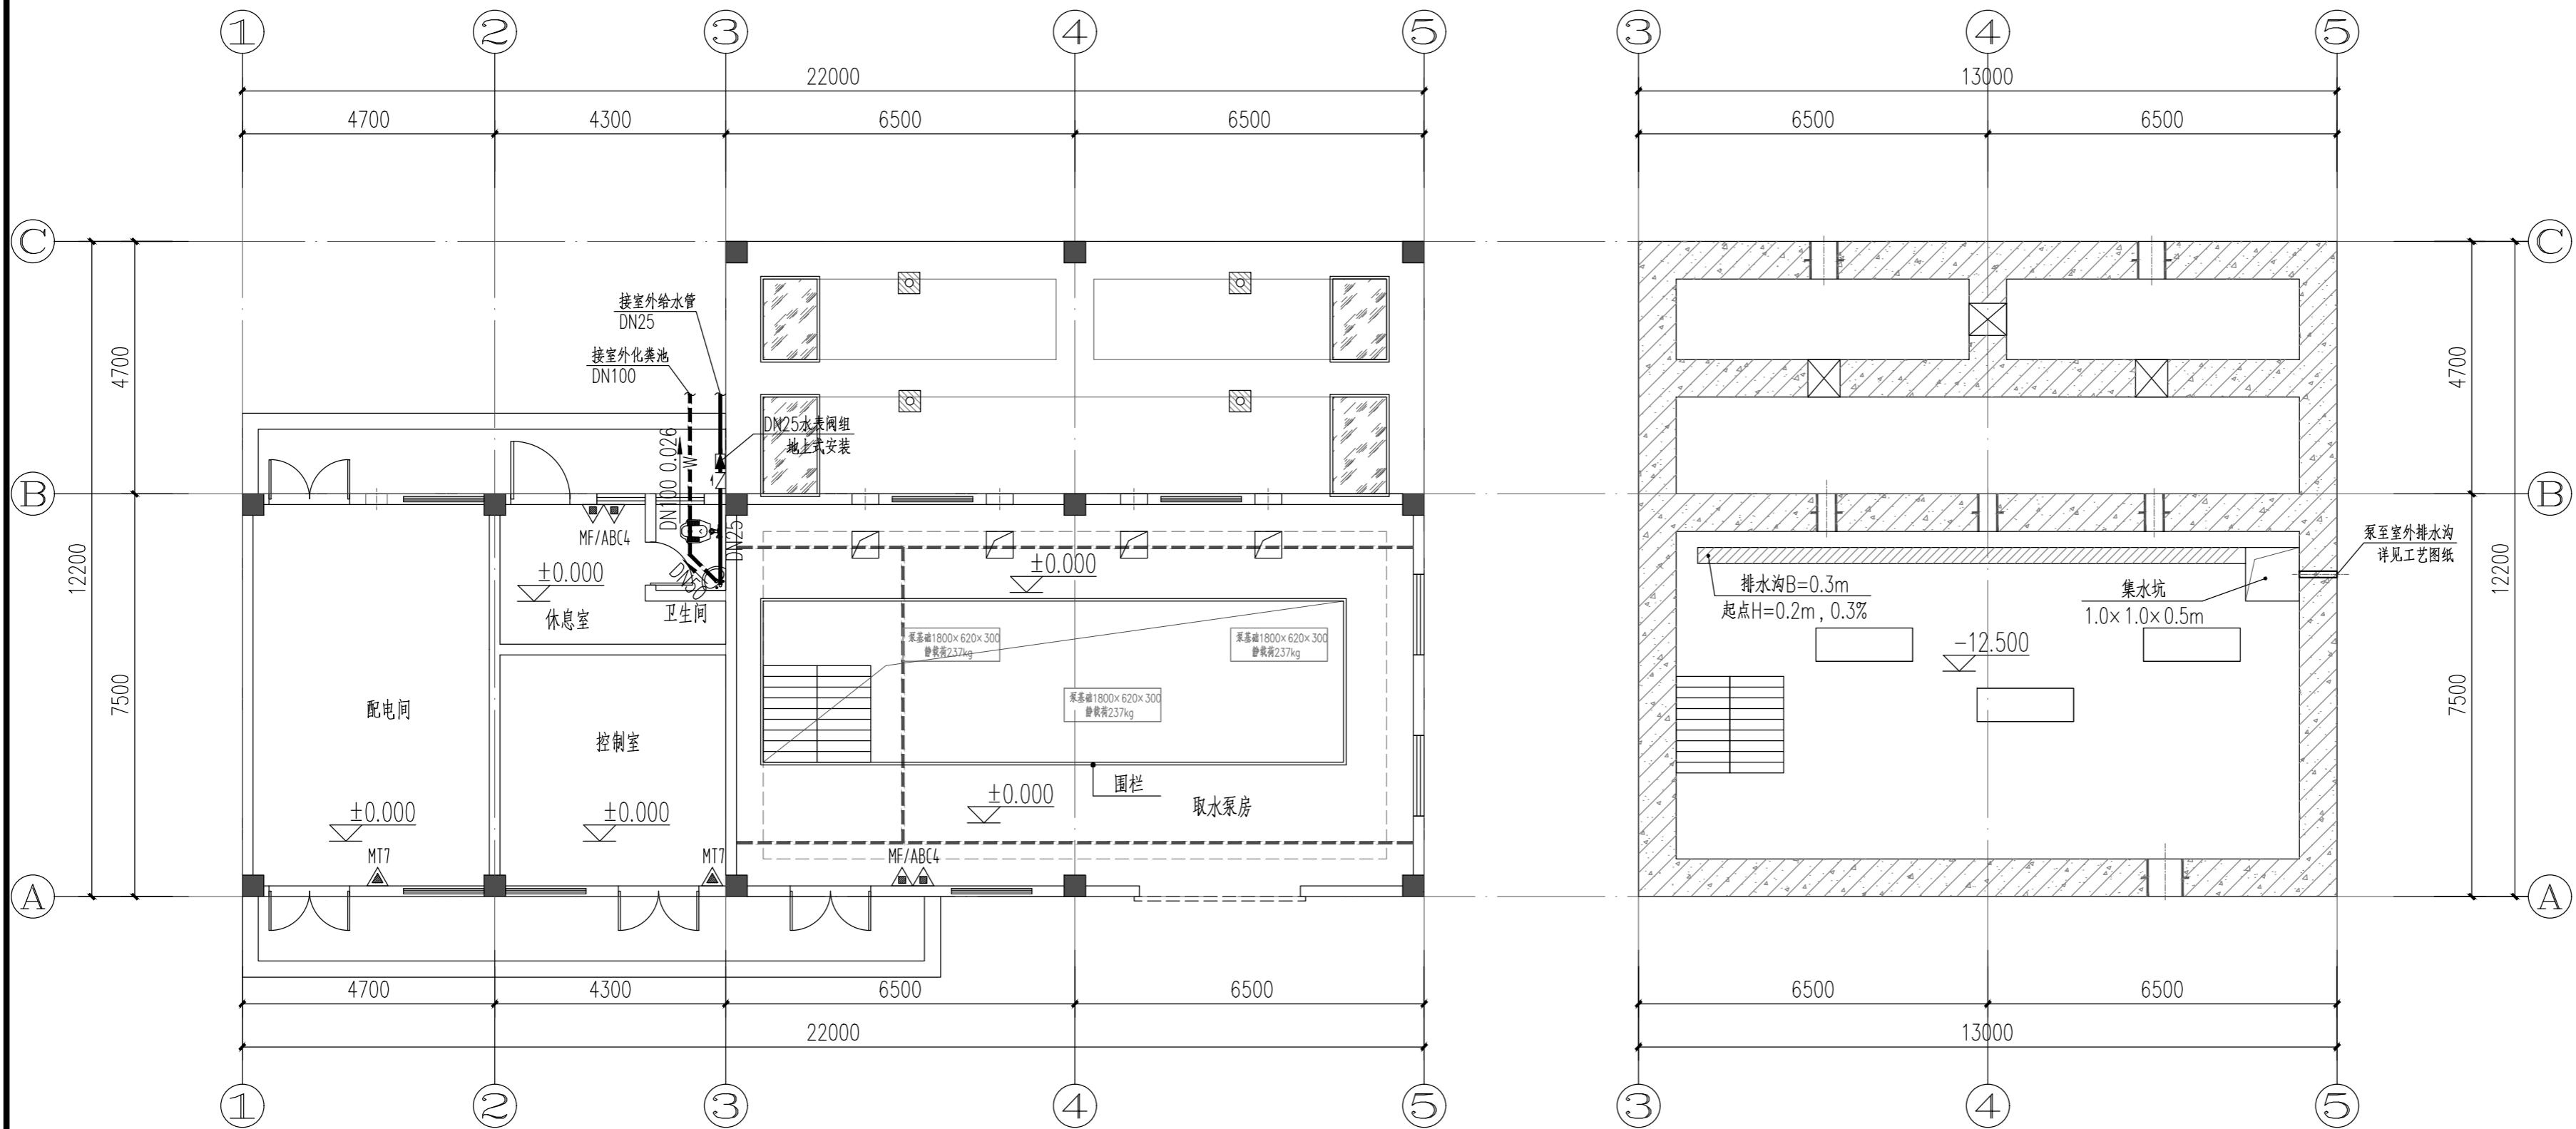 1 2 3 4 5 3 4 5
22000 13000
4700 4300 6500 6500 6500 6500
C C
接室外给水管
DN25
接室外化粪池
DN100
4700 4700
DN25水表阀组
地上式安装
DN100 0.026
W
B B
MF/ABC4
DN25
DN50
±0.000
休息室
卫生间
±0.000
12200 12200
泵基础1800×620×300
静载荷237kg
泵基础1800×620×300
静载荷237kg
泵基础1800×620×300
静载荷237kg
排水沟B=0.3m
起点H=0.2m,0.3%
集水坑
1.0×1.0×0.5m
泵至室外排水沟
详见工艺图纸
-12.500
7500 7500
配电间
控制室
围栏
取水泵房
±0.000
±0.000
±0.000
MT7
MT7
MF/ABC4
A A
4700 4300 6500 6500 6500 6500
22000 13000
1 2 3 4 5 3 4 5